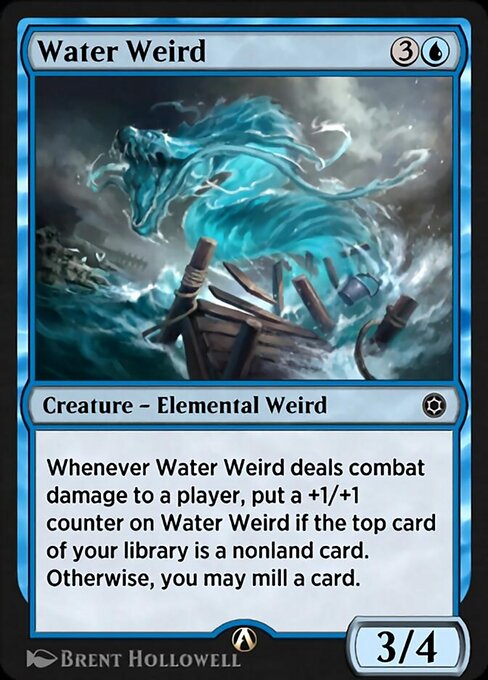 Water Weird 3
Creature – Elemental Weird
Whenever Water Weird deals combat
damage to a player, put a +1/+1
counter on Water Weird if the top card
of your library is a nonland card.
Otherwise, you may mill a card.
3/4
Brent Hollowell